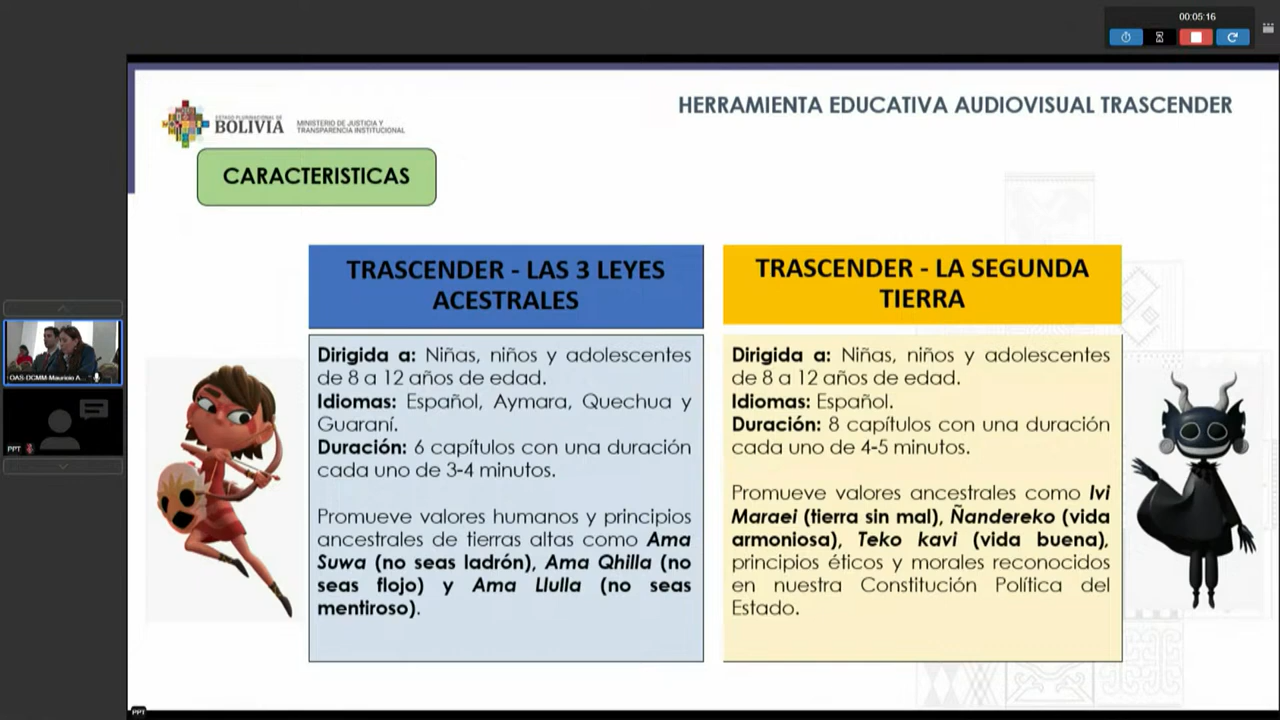 00:05:16
HERRAMIENTA EDUCATIVA AUDIOVISUAL TRASCENDER
ESTADO PLURINACIONAL DE
BOLIVIA
MINISTERIO DE JUSTICIA Y
TRANSPARENCIA INSTITUCIONAL
CARACTERISTICAS
TRASCENDER - LAS 3 LEYES
ACESTRALES
Dirigida a: Niñas, niños y adolescentes
de 8 a 12 años de edad.
Idiomas: Español, Aymara, Quechua y
Guaraní.
Duración: 6 capítulos con una duración
cada uno de 3-4 minutos.
Promueve valores humanos y principios
ancestrales de tierras altas como Ama
Suwa (no seas ladrón), Ama Qhilla (no
seas flojo) y Ama Llulla (no seas
mentiroso).
TRASCENDER - LA SEGUNDA
TIERRA
Dirigida a: Niñas, niños y adolescentes
de 8 a 12 años de edad.
Idiomas: Español.
Duración: 8 capítulos con una duración
cada uno de 4-5 minutos.
Promueve valores ancestrales como Ivi
Maraei (tierra sin mal), Ñandereko (vida
armoniosa), Teko kavi (vida buena),
principios éticos y morales reconocidos
en nuestra Constitución Política del
Estado.
OAS-DCMM-Mauricio A...
PPT
PPT